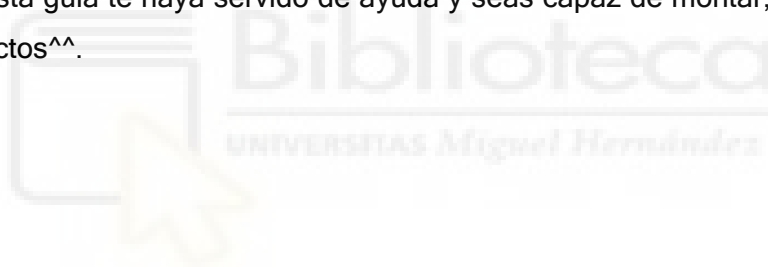 sta guía te haya servido de ayuda y seas capaz de montar,
ctos^^.
Biblioteca
UNIVERSITAS Miguel Hernández